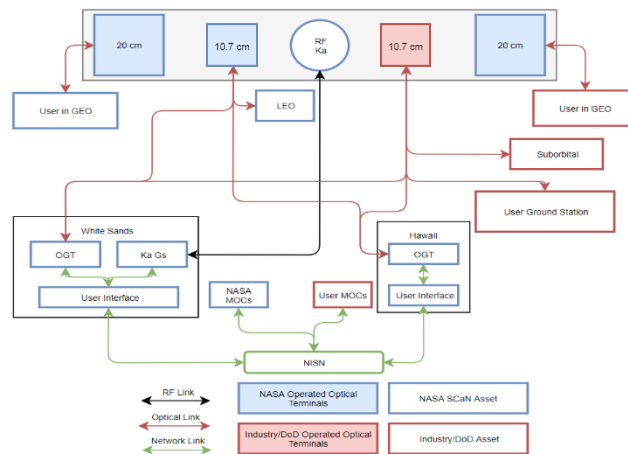 20 cm
10.7 cm
RF
Ka
10.7 cm
20 cm
User in GEO
LEO
User in GEO
Suborbital
User Ground Station
White Sands
OGT
Ka Gs
User Interface
Hawaii
OGT
User Interface
NASA
MOCs
User MOCs
NISN
RF Link
Optical Link
Network Link
NASA Operated Optical
Terminals
NASA SCaN Asset
Industry/DoD Operated Optical
Terminals
Industry/DoD Asset